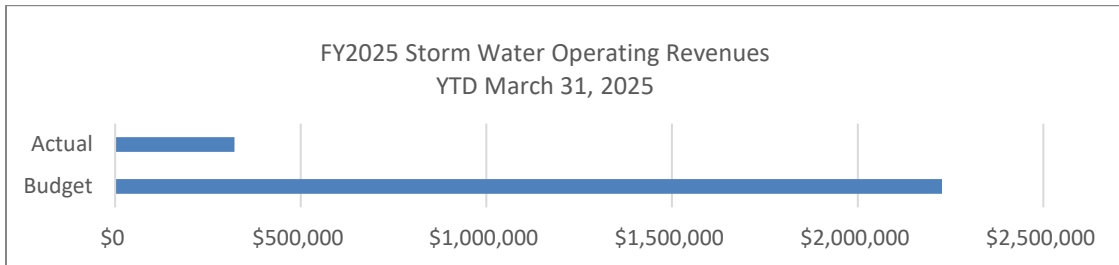 FY2025 Storm Water Operating Revenues
YTD March 31, 2025
Actual
Budget
$0 $500,000 $1,000,000 $1,500,000 $2,000,000 $2,500,000